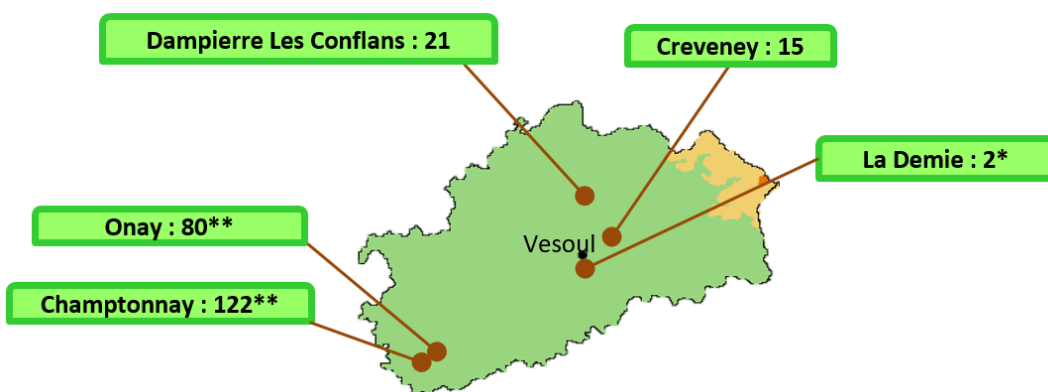 Dampierre Les Conflans : 21
Creveney : 15
La Demie : 2*
Onay : 80**
Vesoul
Champtonnay : 122**